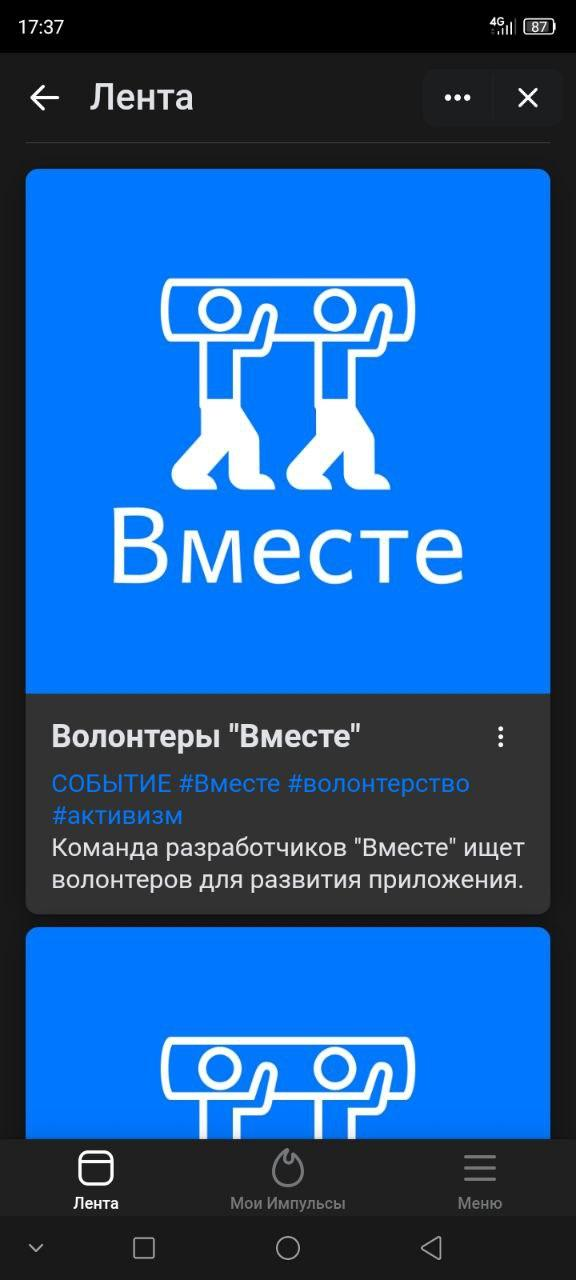 17:37
4G
87
Лента
Вместе
Волонтеры "Вместе"
СОБЫТИЕ #Вместе #волонтерство
#активизм
Команда разработчиков "Вместе" ищет
волонтеров для развития приложения.
Лента
Мои Импульсы
Меню